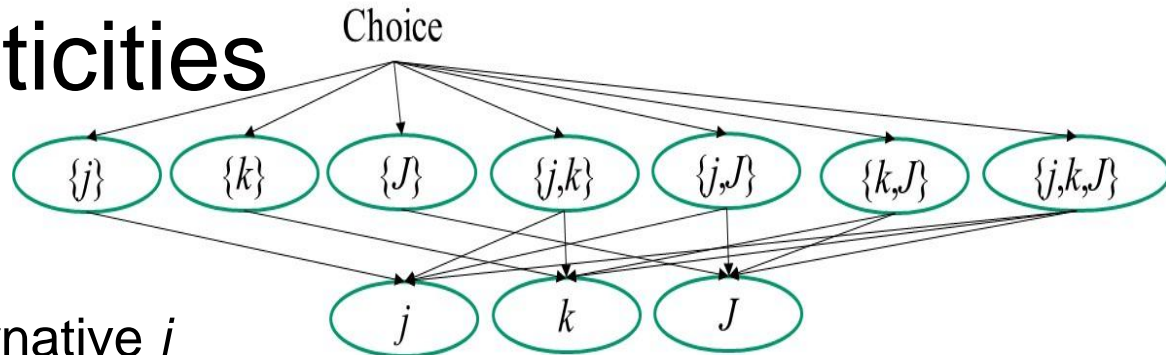 ticities
Choice
{j} {k} {J} {j,k} {j,J} {k,J} {j,k,J}
j k J
native i